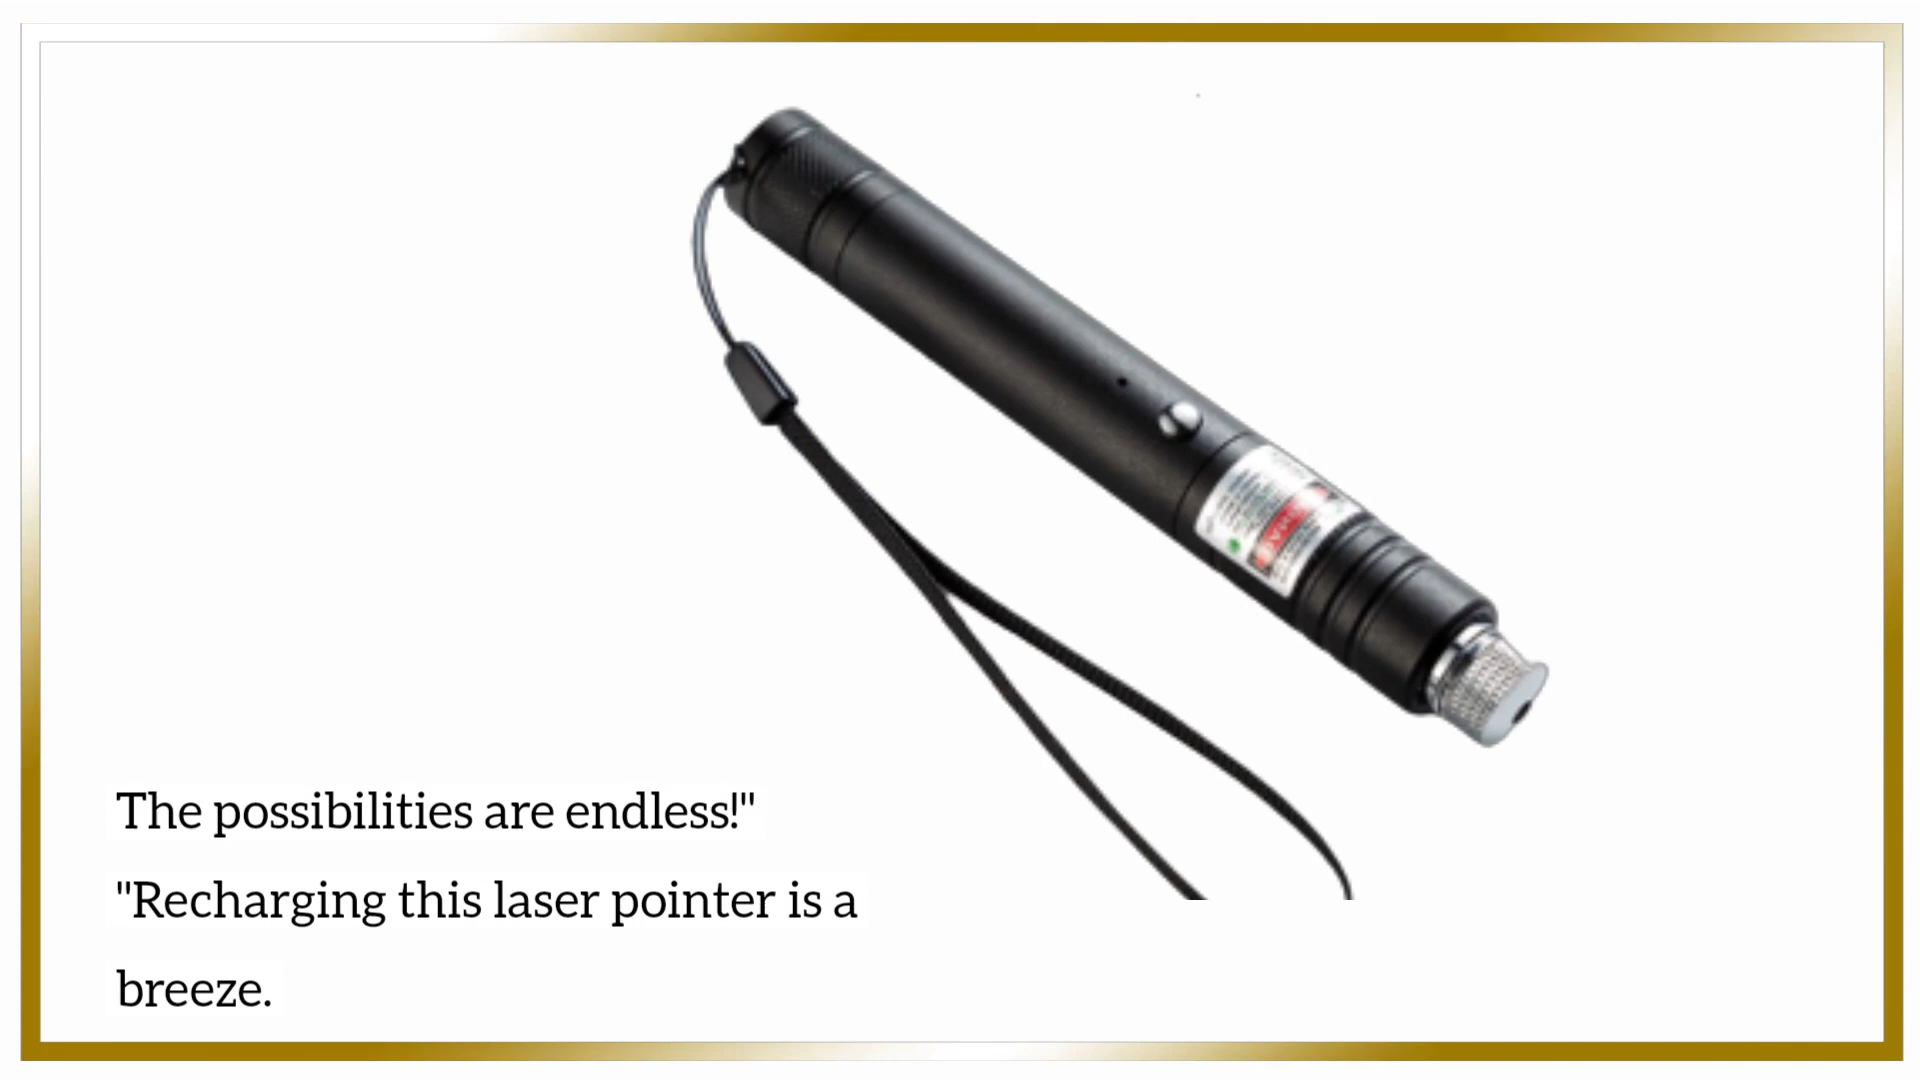 The possibilities are endless!"
"Recharging this laser pointer is a
breeze.